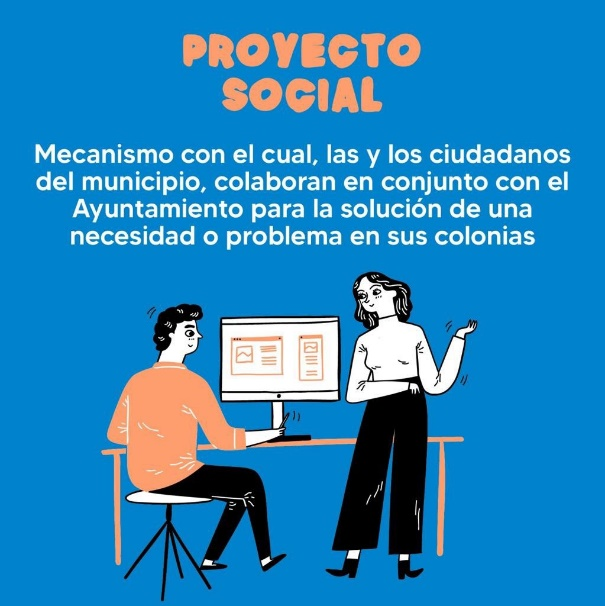 PROYECTO
SOCIAL
Mecanismo con el cual, las y los ciudadanos
del municipio, colaboran en conjunto con el
Ayuntamiento para la solución de una
necesidad o problema en sus colonias